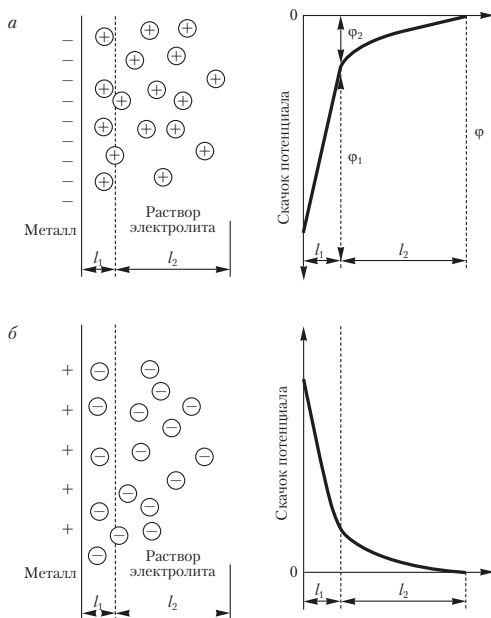 а
Металл
Раствор
электролита
l₁
l₂
0
Скачок потенциала
φ₂
φ₁
φ
l₁
l₂
б
Металл
Раствор
электролита
l₁
l₂
Скачок потенциала
0
l₁
l₂